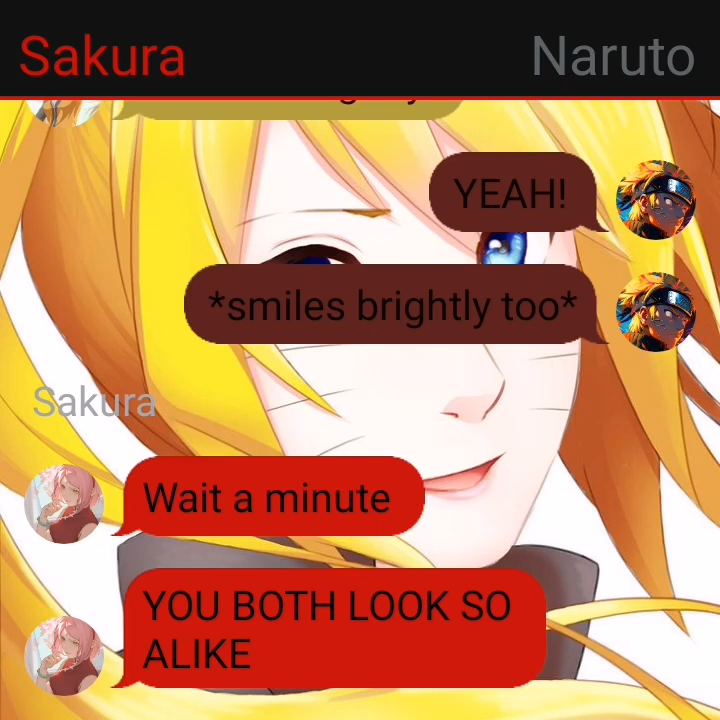 Sakura
Naruto
YEAH!
*smiles brightly too*
Sakura
Wait a minute
YOU BOTH LOOK SO
ALIKE